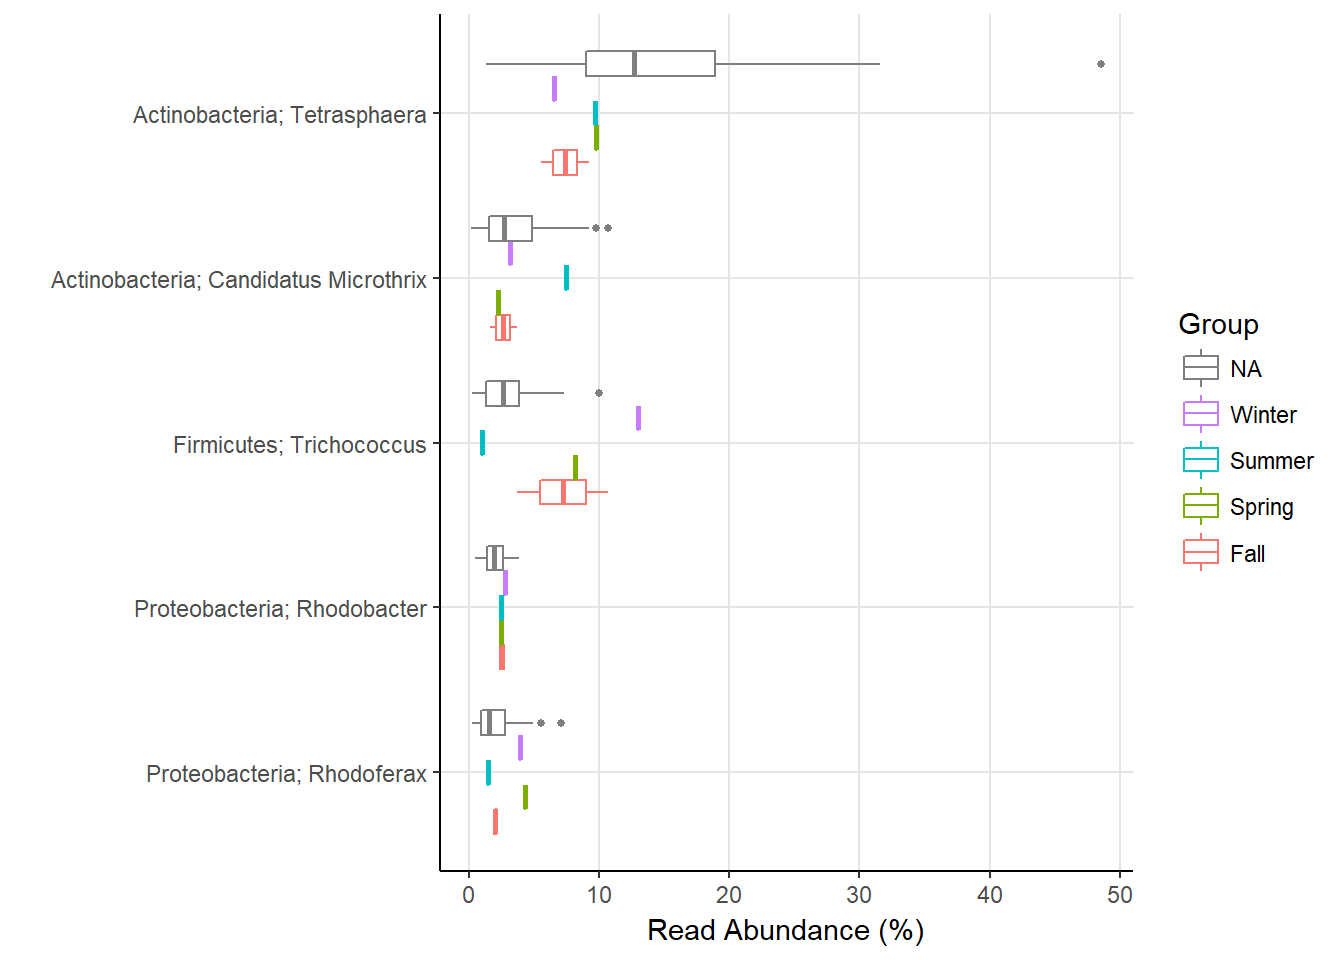 Actinobacteria; Tetrasphaera
Actinobacteria; Candidatus Microthrix
Firmicutes; Trichococcus
Proteobacteria; Rhodobacter
Proteobacteria; Rhodoferax
0 10 20 30 40 50
Read Abundance (%)
Group
NA
Winter
Summer
Spring
Fall